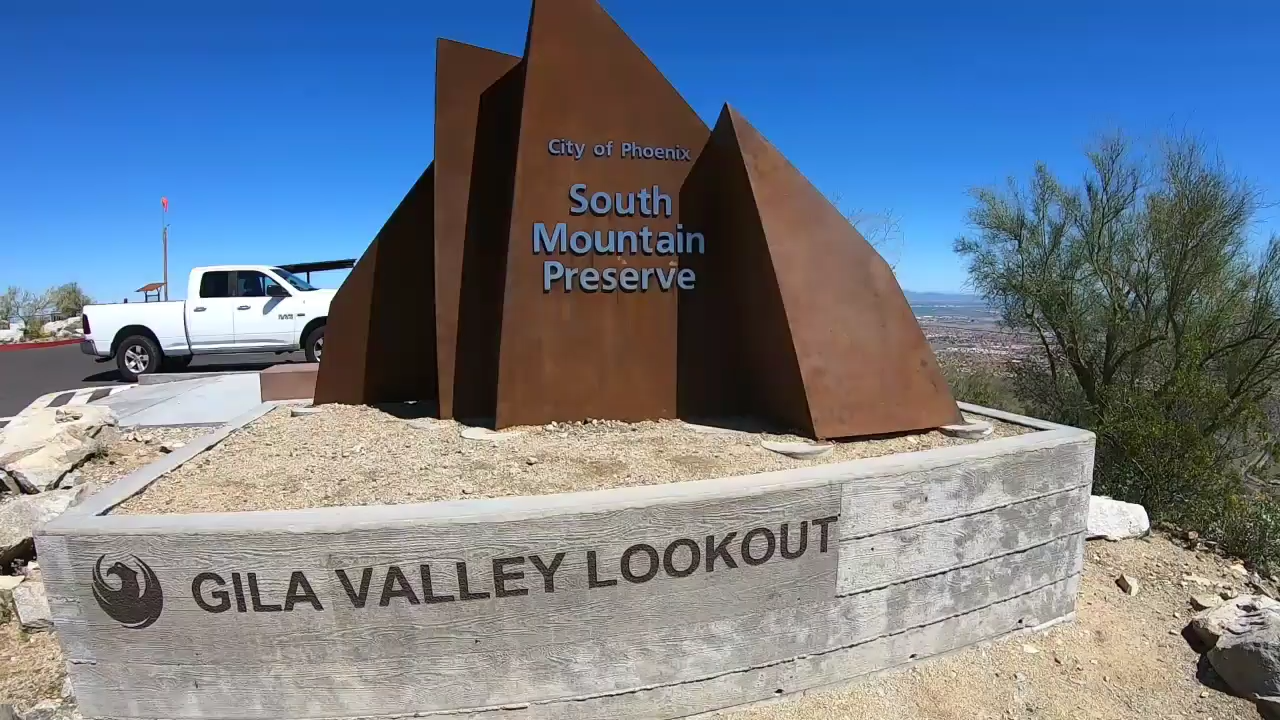 City of Phoenix
South
Mountain
Preserve
GILA VALLEY LOOKOUT